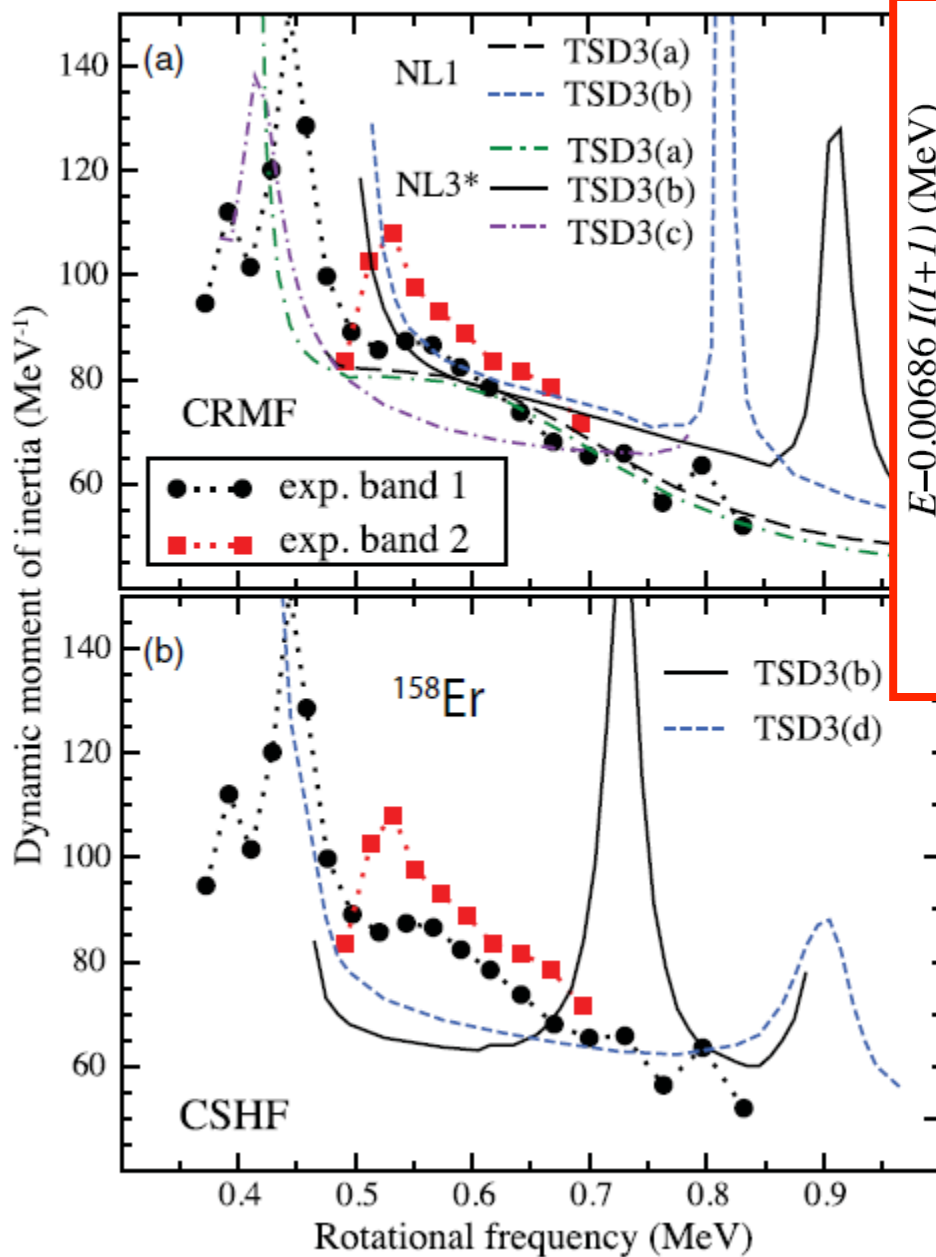 (a)
NL1
TSD3(a)
TSD3(b)
NL3*
TSD3(a)
TSD3(b)
TSD3(c)
140
120
100
80
60
CRMF
exp. band 1
exp. band 2
Dynamic moment of inertia (MeV⁻¹)
E−0.00686 I(I+1) (MeV)
(b)
¹⁵⁸Er
TSD3(b)
TSD3(d)
140
120
100
80
60
CSHF
0.4 0.5 0.6 0.7 0.8 0.9
Rotational frequency (MeV)